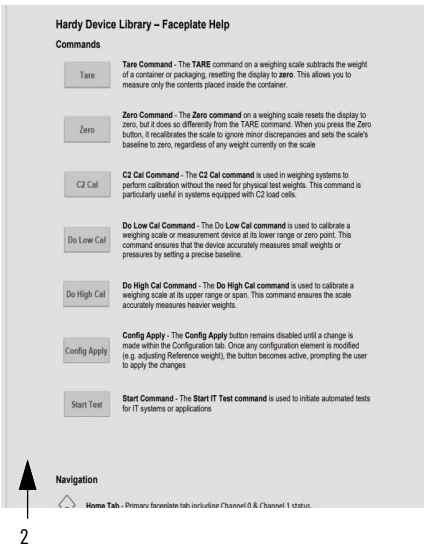 Hardy Device Library – Faceplate Help
Commands
Tare
Tare Command - The TARE command on a weighing scale subtracts the weight
of a container or packaging, resetting the display to zero. This allows you to
measure only the contents placed inside the container.
Zero
Zero Command - The Zero command on a weighing scale resets the display to
zero, but it does so differently from the TARE command. When you press the Zero
button, it recalibrates the scale to ignore minor discrepancies and sets the scale's
baseline to zero, regardless of any weight currently on the scale
C2 Cal
C2 Cal Command - The C2 Cal command is used in weighing systems to
perform calibration without the need for physical test weights. This command is
particularly useful in systems equipped with C2 load cells.
Do Low Cal
Do Low Cal Command - The Do Low Cal command is used to calibrate a
weighing scale or measurement device at its lower range or zero point. This
command ensures that the device accurately measures small weights or
pressures by setting a precise baseline.
Do High Cal
Do High Cal Command - The Do High Cal command is used to calibrate a
weighing scale at its upper range or span. This command ensures the scale
accurately measures heavier weights.
Config Apply
Config Apply - The Config Apply button remains disabled until a change is
made within the Configuration tab. Once any configuration element is modified
(e.g. adjusting Reference weight), the button becomes active, prompting the user
to apply the changes
Start Test
Start Command - The Start IT Test command is used to initiate automated tests
for IT systems or applications
Navigation
Home Tab - Primary faceplate tab including Channel 0 & Channel 1 status.
2